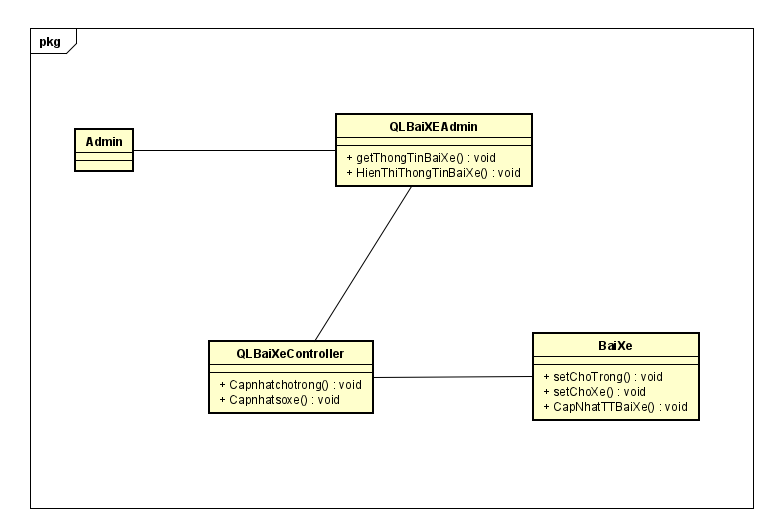 pkg
Admin
QLBaiXEAdmin
+ getThongTinBaiXe() : void
+ HienThiThongTinBaiXe() : void
QLBaiXeController
+ Capnhatchotrong() : void
+ Capnhatsoxe() : void
BaiXe
+ setChoTrong() : void
+ setChoXe() : void
+ CapNhatTTBaiXe() : void